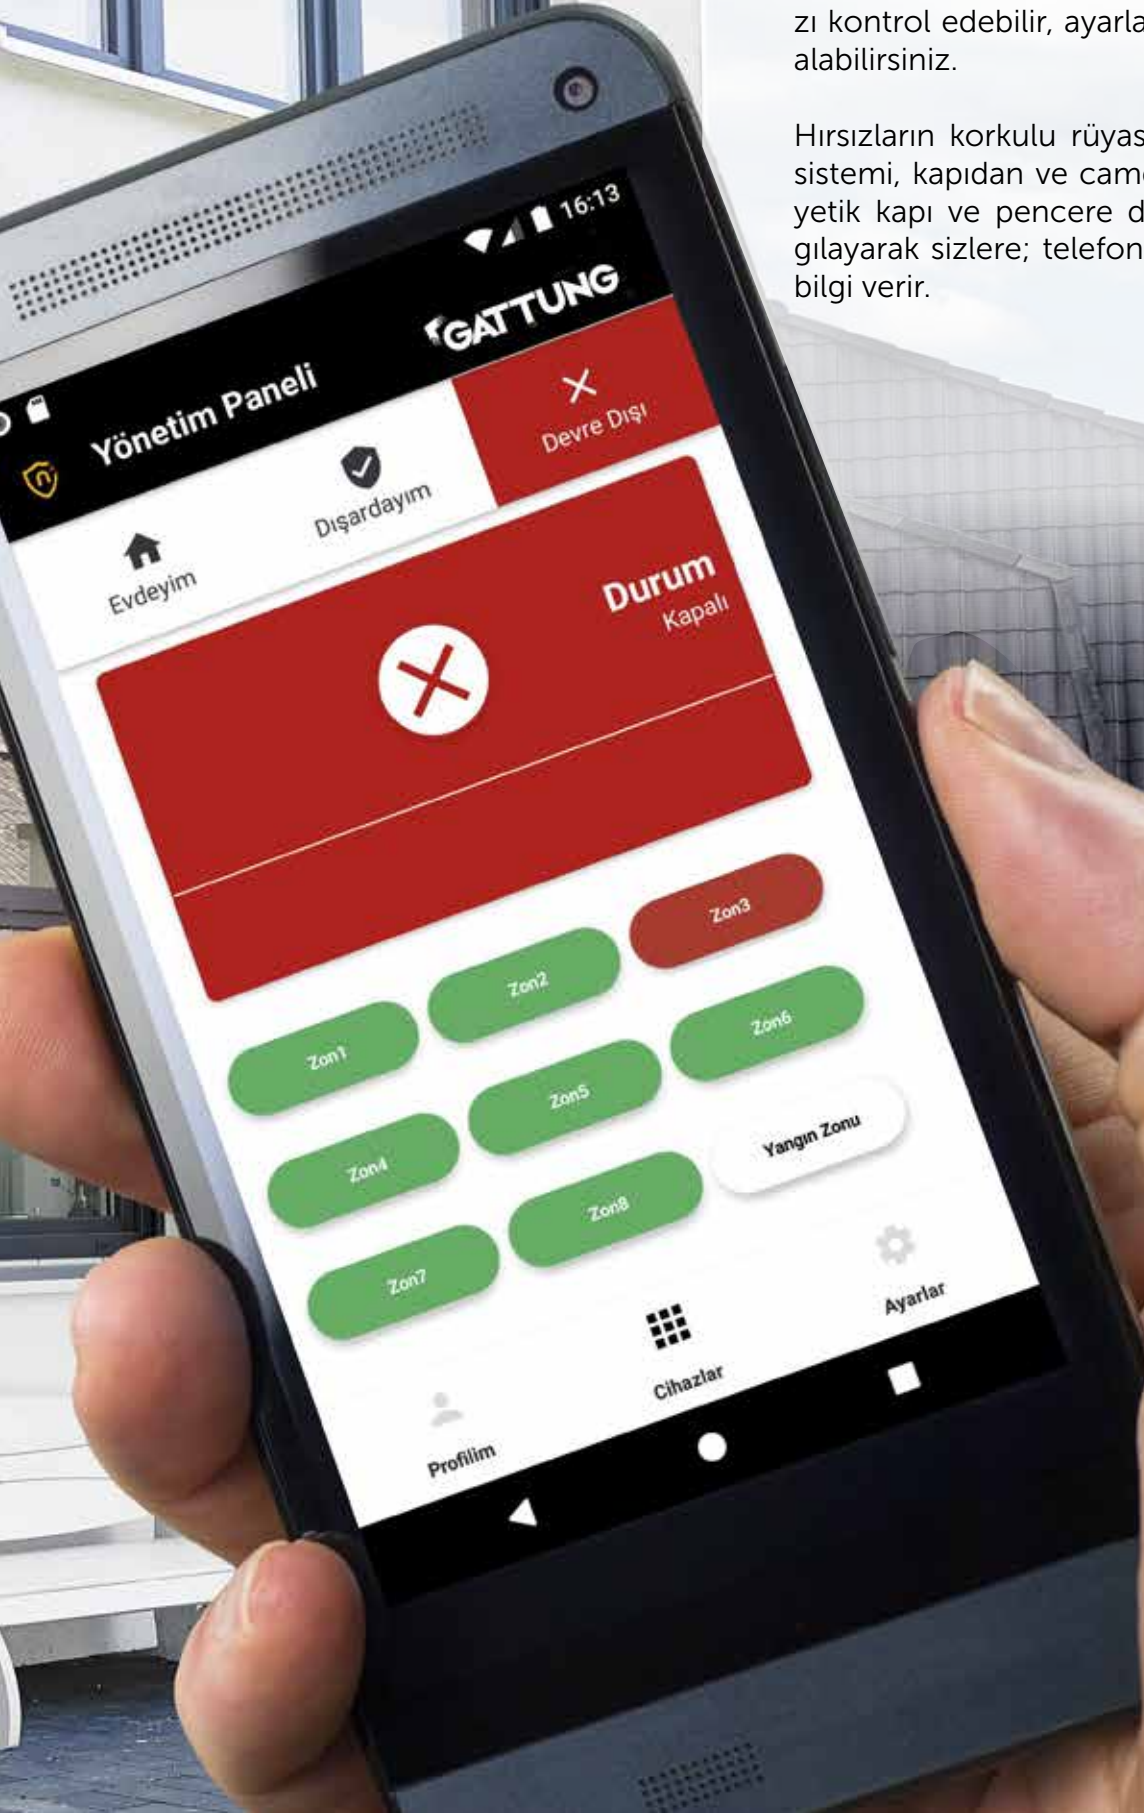 zı kontrol edebilir, ayarla
alabilirsiniz.
Hırsızların korkulu rüyas
sistemi, kapıdan ve came
yetik kapı ve pencere d
gılayarak sizlere; telefon
bilgi verir.
16:13
GATTUNG
Yönetim Paneli
Evdeyim
Dışardayım
Devre Dışı
Durum
Kapalı
Zon1
Zon2
Zon3
Zon4
Zon5
Zon6
Zon7
Zon8
Yangın Zonu
Profilim
Cihazlar
Ayarlar